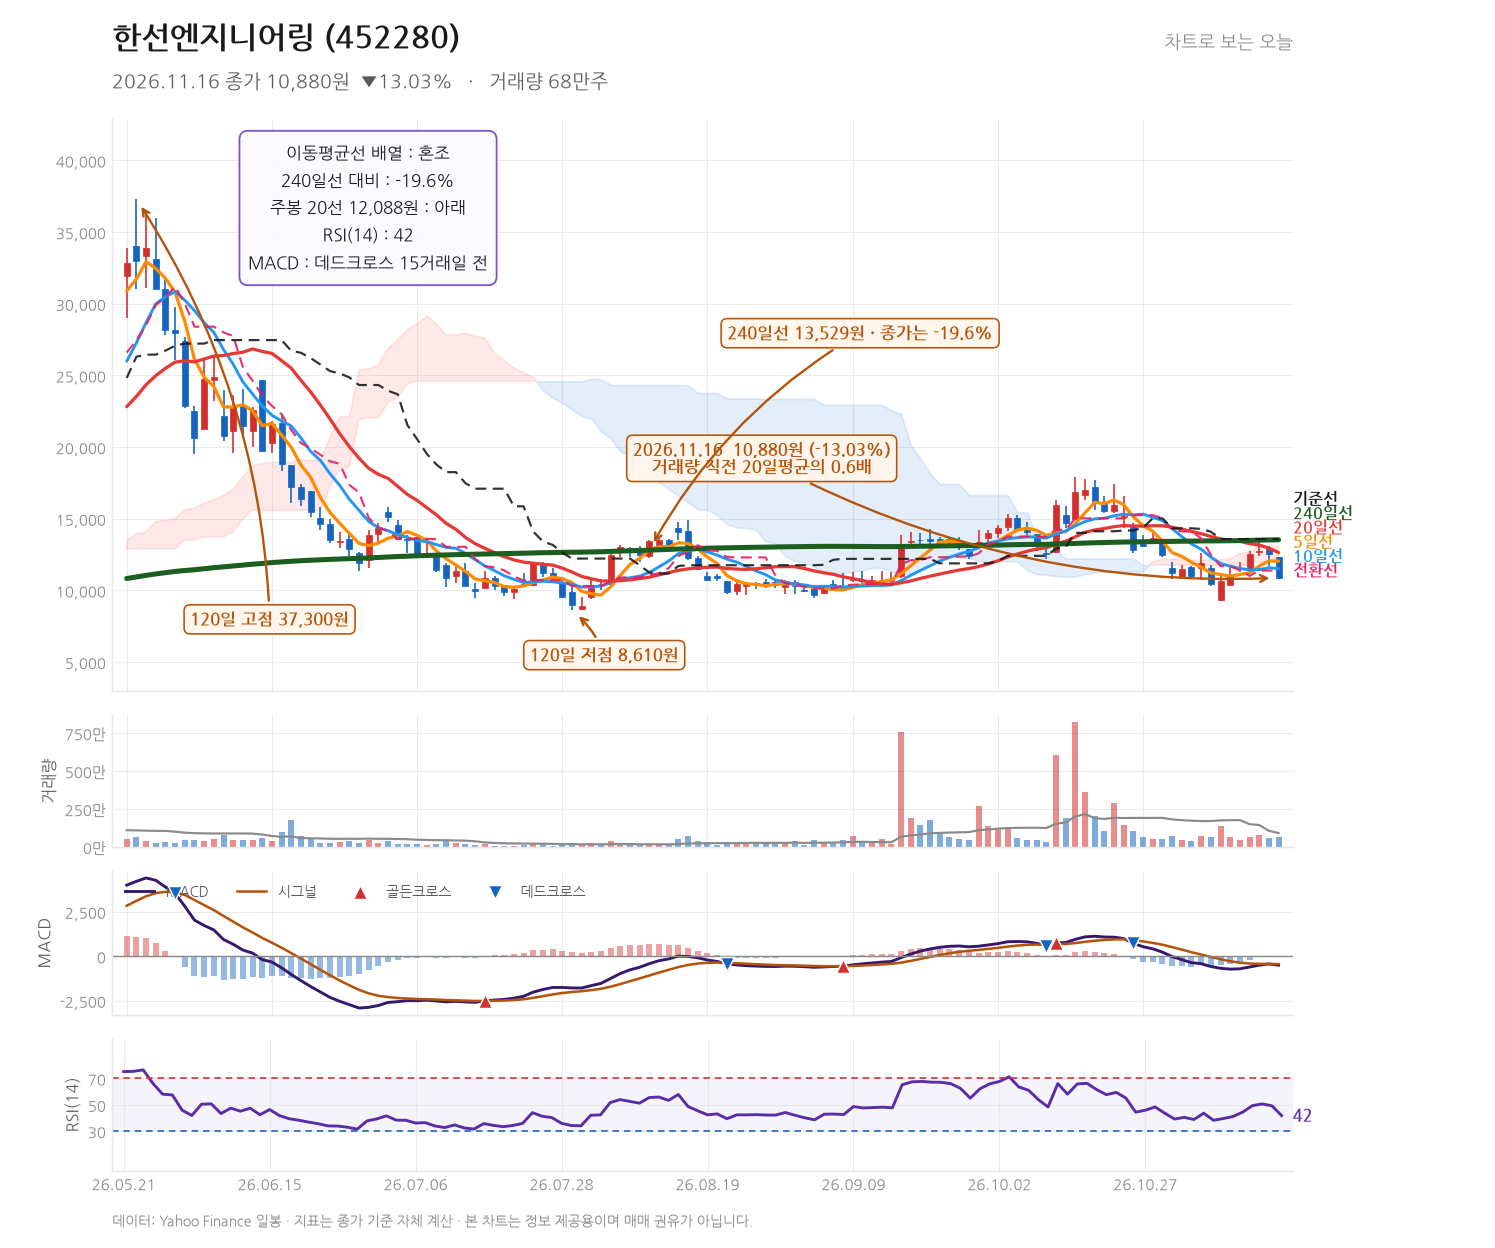 한선엔지니어링 (452280)
차트로 보는 오늘
2026.11.16 종가 10,880원 ▼13.03% · 거래량 68만주
이동평균선 배열 : 혼조
240일선 대비 : -19.6%
주봉 20선 12,088원 : 아래
RSI(14) : 42
MACD : 데드크로스 15거래일 전
40,000
35,000
30,000
25,000
20,000
15,000
10,000
5,000
240일선 13,529원 · 종가는 -19.6%
2026.11.16 10,880원 (-13.03%)
거래량 직전 20일평균의 0.6배
120일 고점 37,300원
120일 저점 8,610원
기준선
240일선
20일선
5일선
10일선
전환선
거래량
750만
500만
250만
0만
MACD
MACD
시그널
골든크로스
데드크로스
2,500
0
-2,500
RSI(14)
70
50
30
42
26.05.21
26.06.15
26.07.06
26.07.28
26.08.19
26.09.09
26.10.02
26.10.27
데이터: Yahoo Finance 일봉 · 지표는 종가 기준 자체 계산 · 본 차트는 정보 제공용이며 매매 권유가 아닙니다.